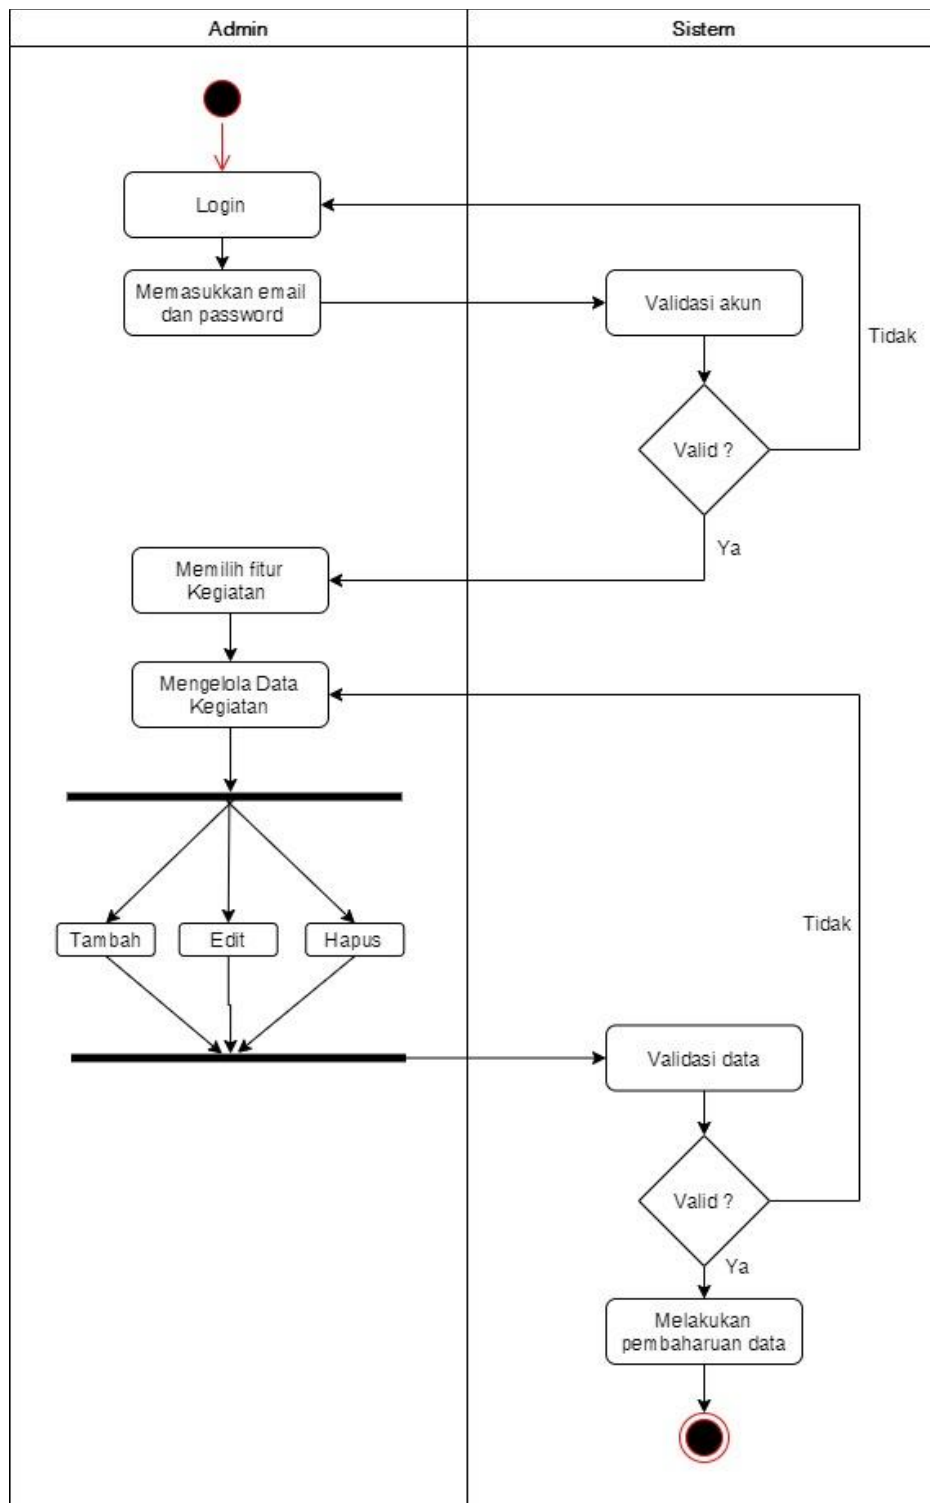 Admin
Sistem
Login
Memasukkan email
dan password
Validasi akun
Tidak
Valid ?
Ya
Memilih fitur
Kegiatan
Mengelola Data
Kegiatan
Tambah
Edit
Hapus
Tidak
Validasi data
Valid ?
Ya
Melakukan
pembaharuan data